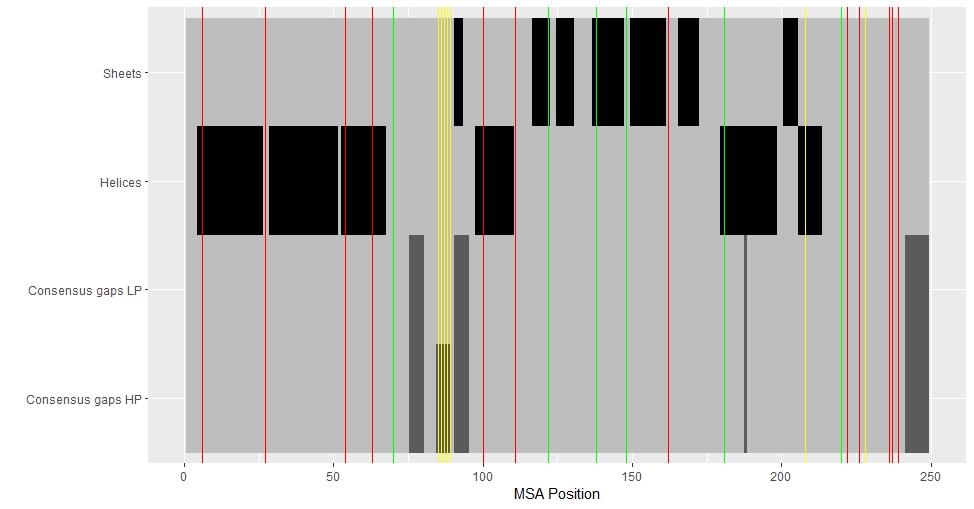 Sheets
Helices
Consensus gaps LP
Consensus gaps HP
0 50 100 150 200 250
MSA Position